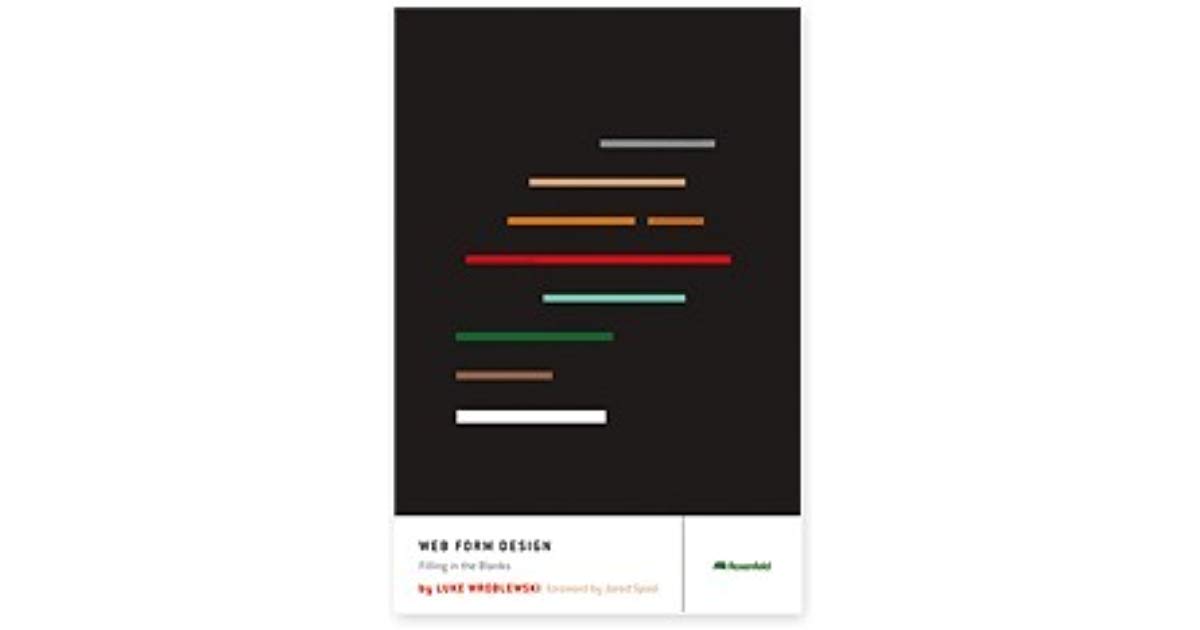 WEB FORM DESIGN
Filling in the Blanks
by LUKE WROBLEWSKI foreword by Jared Spool
Rosenfeld